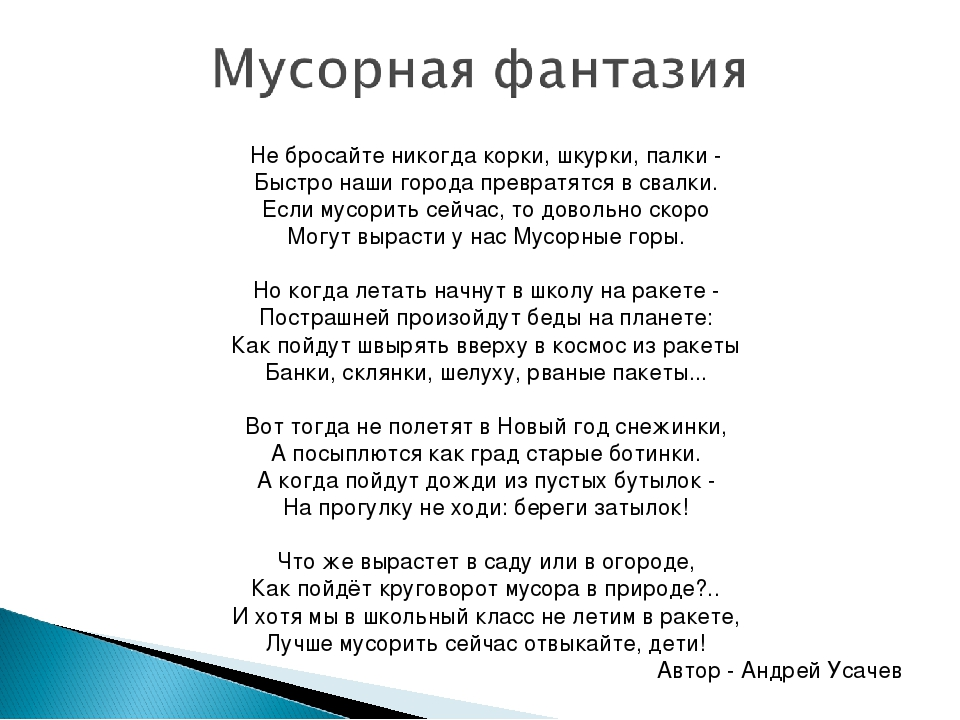 Мусорная фантазия
Не бросайте никогда корки, шкурки, палки -
Быстро наши города превратятся в свалки.
Если мусорить сейчас, то довольно скоро
Могут вырасти у нас Мусорные горы.
Но когда летать начнут в школу на ракете -
Пострашней произойдут беды на планете:
Как пойдут швырять вверху в космос из ракеты
Банки, склянки, шелуху, рваные пакеты...
Вот тогда не полетят в Новый год снежинки,
А посыплются как град старые ботинки.
А когда пойдут дожди из пустых бутылок -
На прогулку не ходи: береги затылок!
Что же вырастет в саду или в огороде,
Как пойдёт круговорот мусора в природе?..
И хотя мы в школьный класс не летим в ракете,
Лучше мусорить сейчас отвыкайте, дети!
Автор - Андрей Усачев